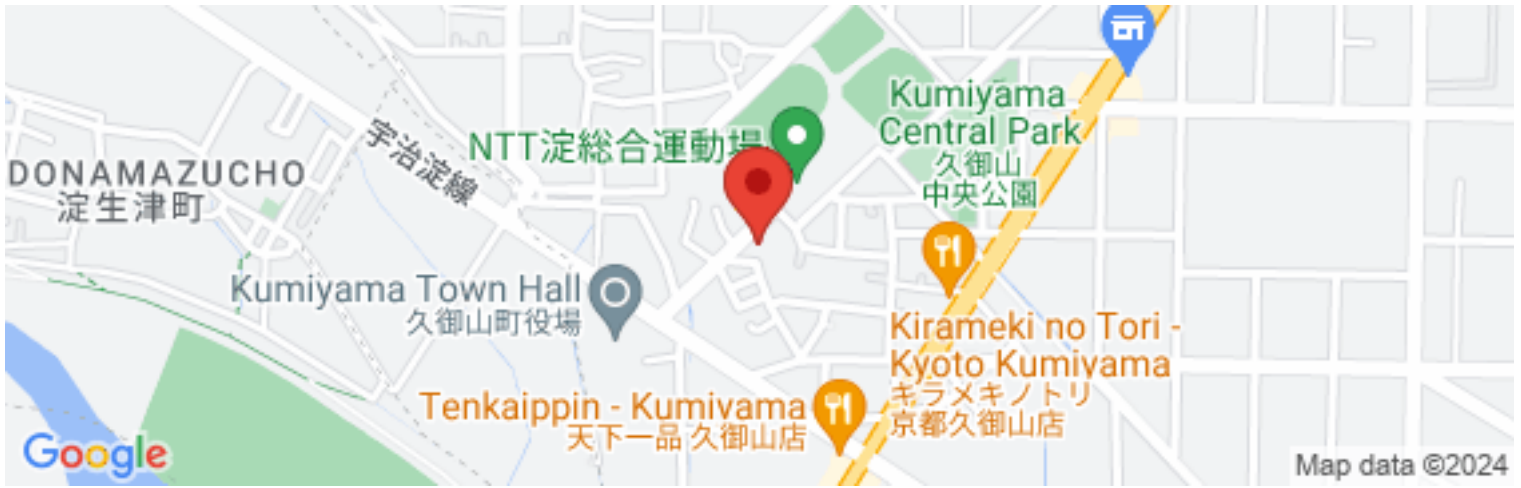 Kumiyama
Central Park
久御山
中央公園
NTT淀総合運動場
宇治淀線
DONAMAZUCHO
淀生津町
Kumiyama Town Hall
久御山町役場
Kirameki no Tori -
Kyoto Kumiyama
キラメキノトリ
京都久御山店
Tenkaippin - Kumiyama
天下一品 久御山店
Google
Map data ©2024